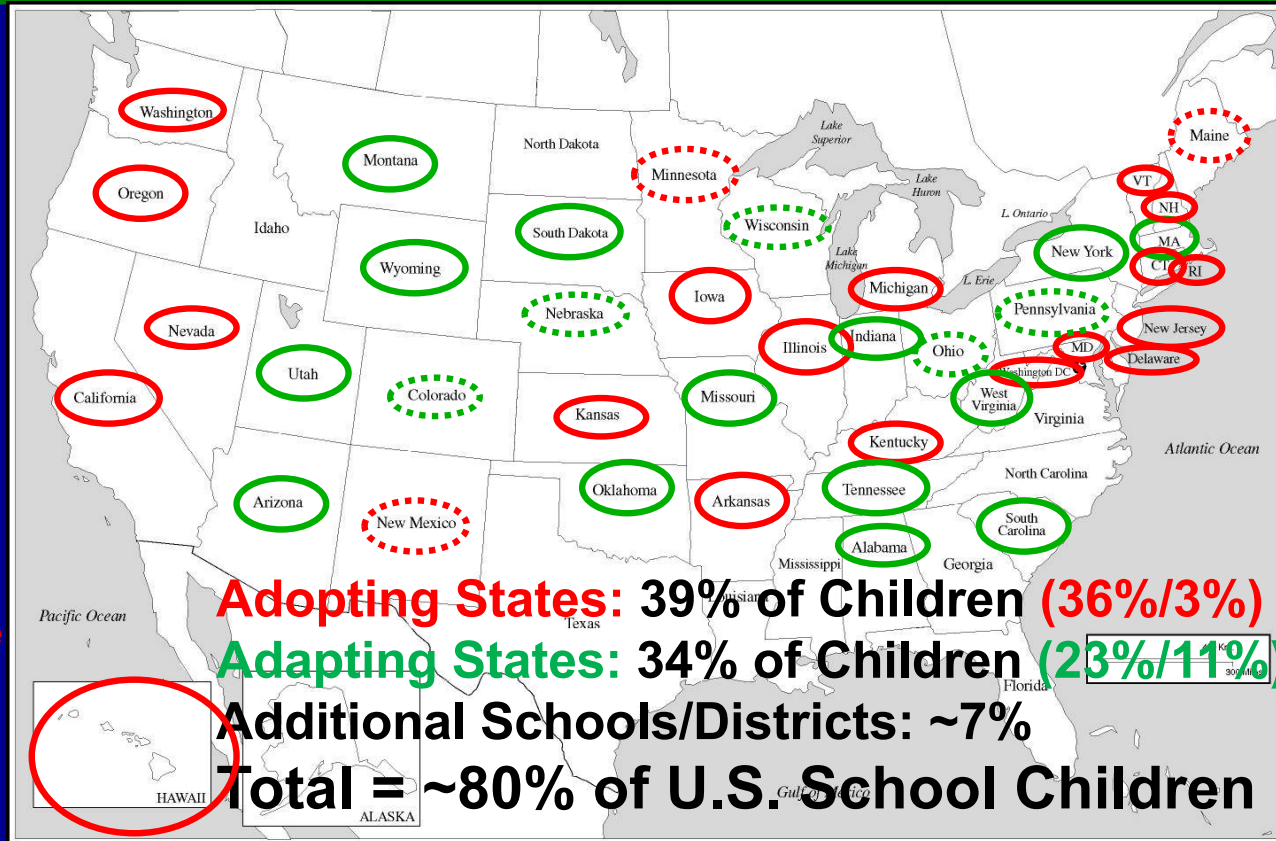 Washington
Montana
North Dakota
Minnesota
Lake
Superior
Maine
Oregon
Idaho
South Dakota
Wisconsin
Lake
Huron
VT
NH
L. Ontario
MA
New York
CT
RI
Wyoming
Lake
Michigan
Michigan
L. Erie
Iowa
Nebraska
Pennsylvania
Nevada
Illinois
Indiana
Ohio
New Jersey
MD
Delaware
Washington DC
Utah
Colorado
California
Kansas
Missouri
West
Virginia
Virginia
Kentucky
Atlantic Ocean
North Carolina
Arizona
New Mexico
Oklahoma
Arkansas
Tennessee
South
Carolina
Alabama
Mississippi
Georgia
Adopting States: 39% of Children (36%/3%)
Louisiana
Pacific Ocean
Texas
Adapting States: 34% of Children (23%/11%)
Florida
Additional Schools/Districts: ~7%
Total = ~80% of U.S. School Children
Gulf of Mexico
HAWAII
ALASKA